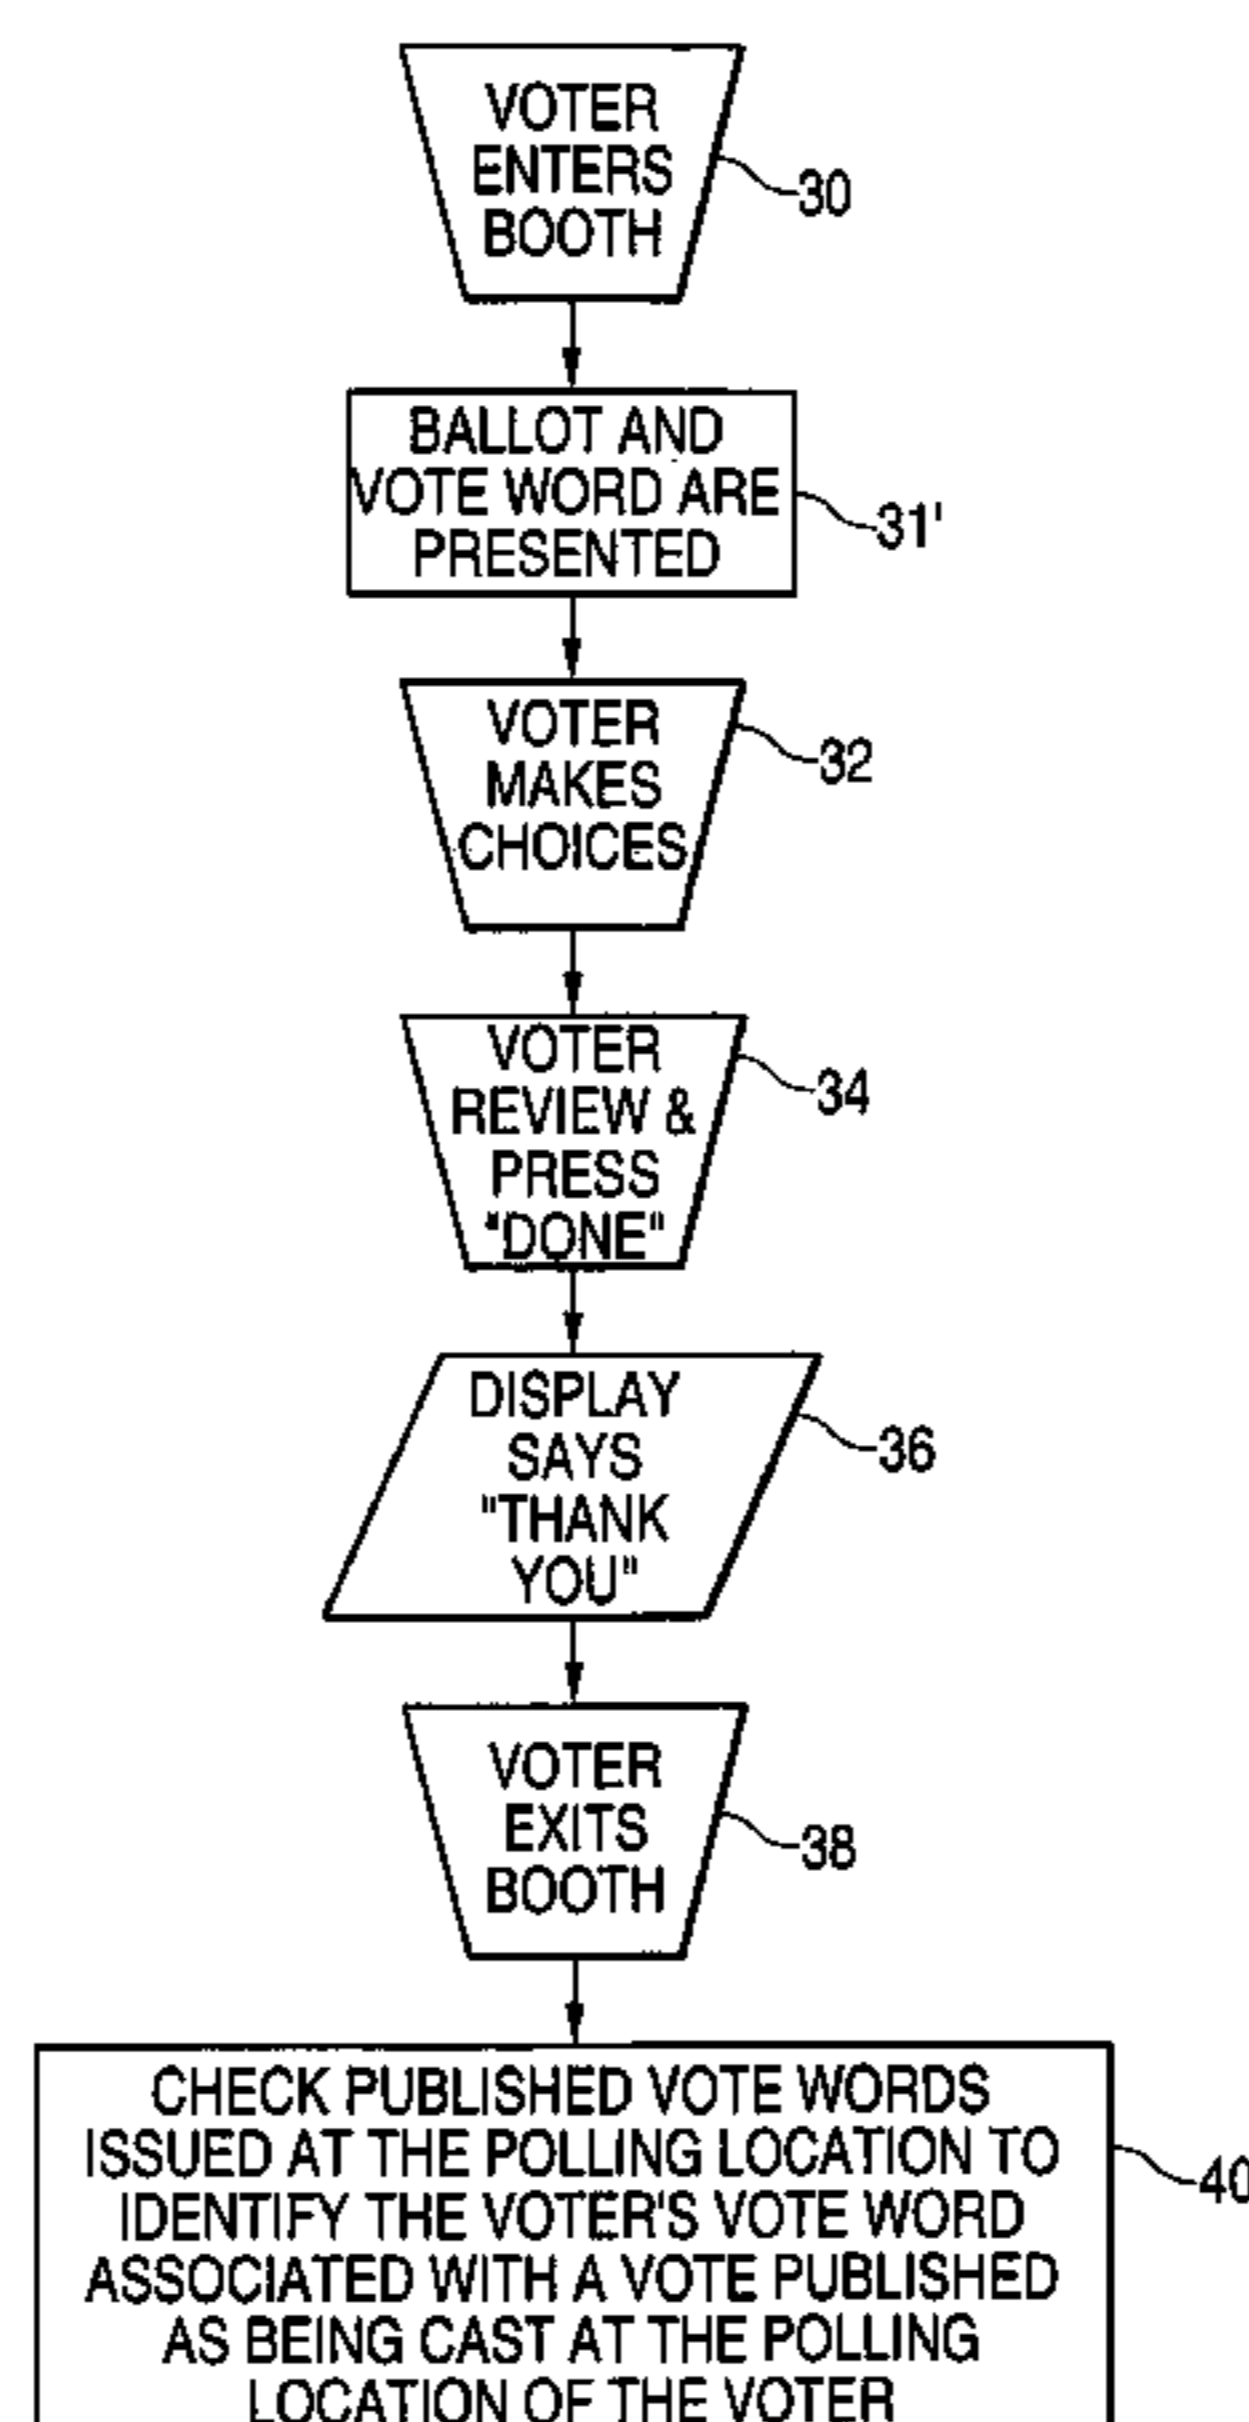 VOTER
ENTERS
BOOTH
30
BALLOT AND
VOTE WORD ARE
PRESENTED
31'
VOTER
MAKES
CHOICES
32
VOTER
REVIEW &
PRESS
"DONE"
34
DISPLAY
SAYS
"THANK
YOU"
36
VOTER
EXITS
BOOTH
38
CHECK PUBLISHED VOTE WORDS
ISSUED AT THE POLLING LOCATION TO
IDENTIFY THE VOTER'S VOTE WORD
ASSOCIATED WITH A VOTE PUBLISHED
AS BEING CAST AT THE POLLING
LOCATION OF THE VOTER
40